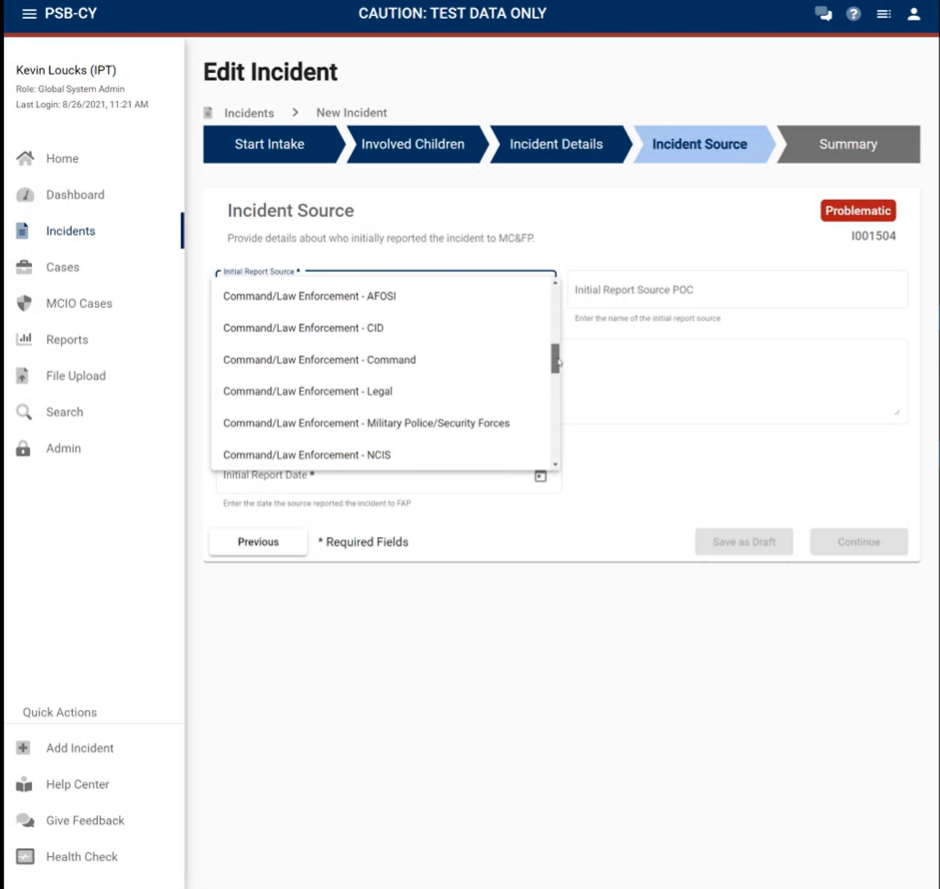 PSB-CY
CAUTION: TEST DATA ONLY
Kevin Loucks (IPT)
Role: Global System Admin
Last Login: 8/26/2021, 11:21 AM
Home
Dashboard
Incidents
Cases
MCIO Cases
Reports
File Upload
Search
Admin
Quick Actions
Add Incident
Help Center
Give Feedback
Health Check
Edit Incident
Incidents > New Incident
Start Intake
Involved Children
Incident Details
Incident Source
Summary
Incident Source
Problematic
Provide details about who initially reported the incident to MC&FP.
I001504
Initial Report Source *
Command/Law Enforcement - AFOSI
Command/Law Enforcement - CID
Command/Law Enforcement - Command
Command/Law Enforcement - Legal
Command/Law Enforcement - Military Police/Security Forces
Command/Law Enforcement - NCIS
Initial Report Source POC
Enter the name of the initial report source
Initial Report Date *
Enter the date the source reported the incident to FAP
Previous
* Required Fields
Save as Draft
Continue